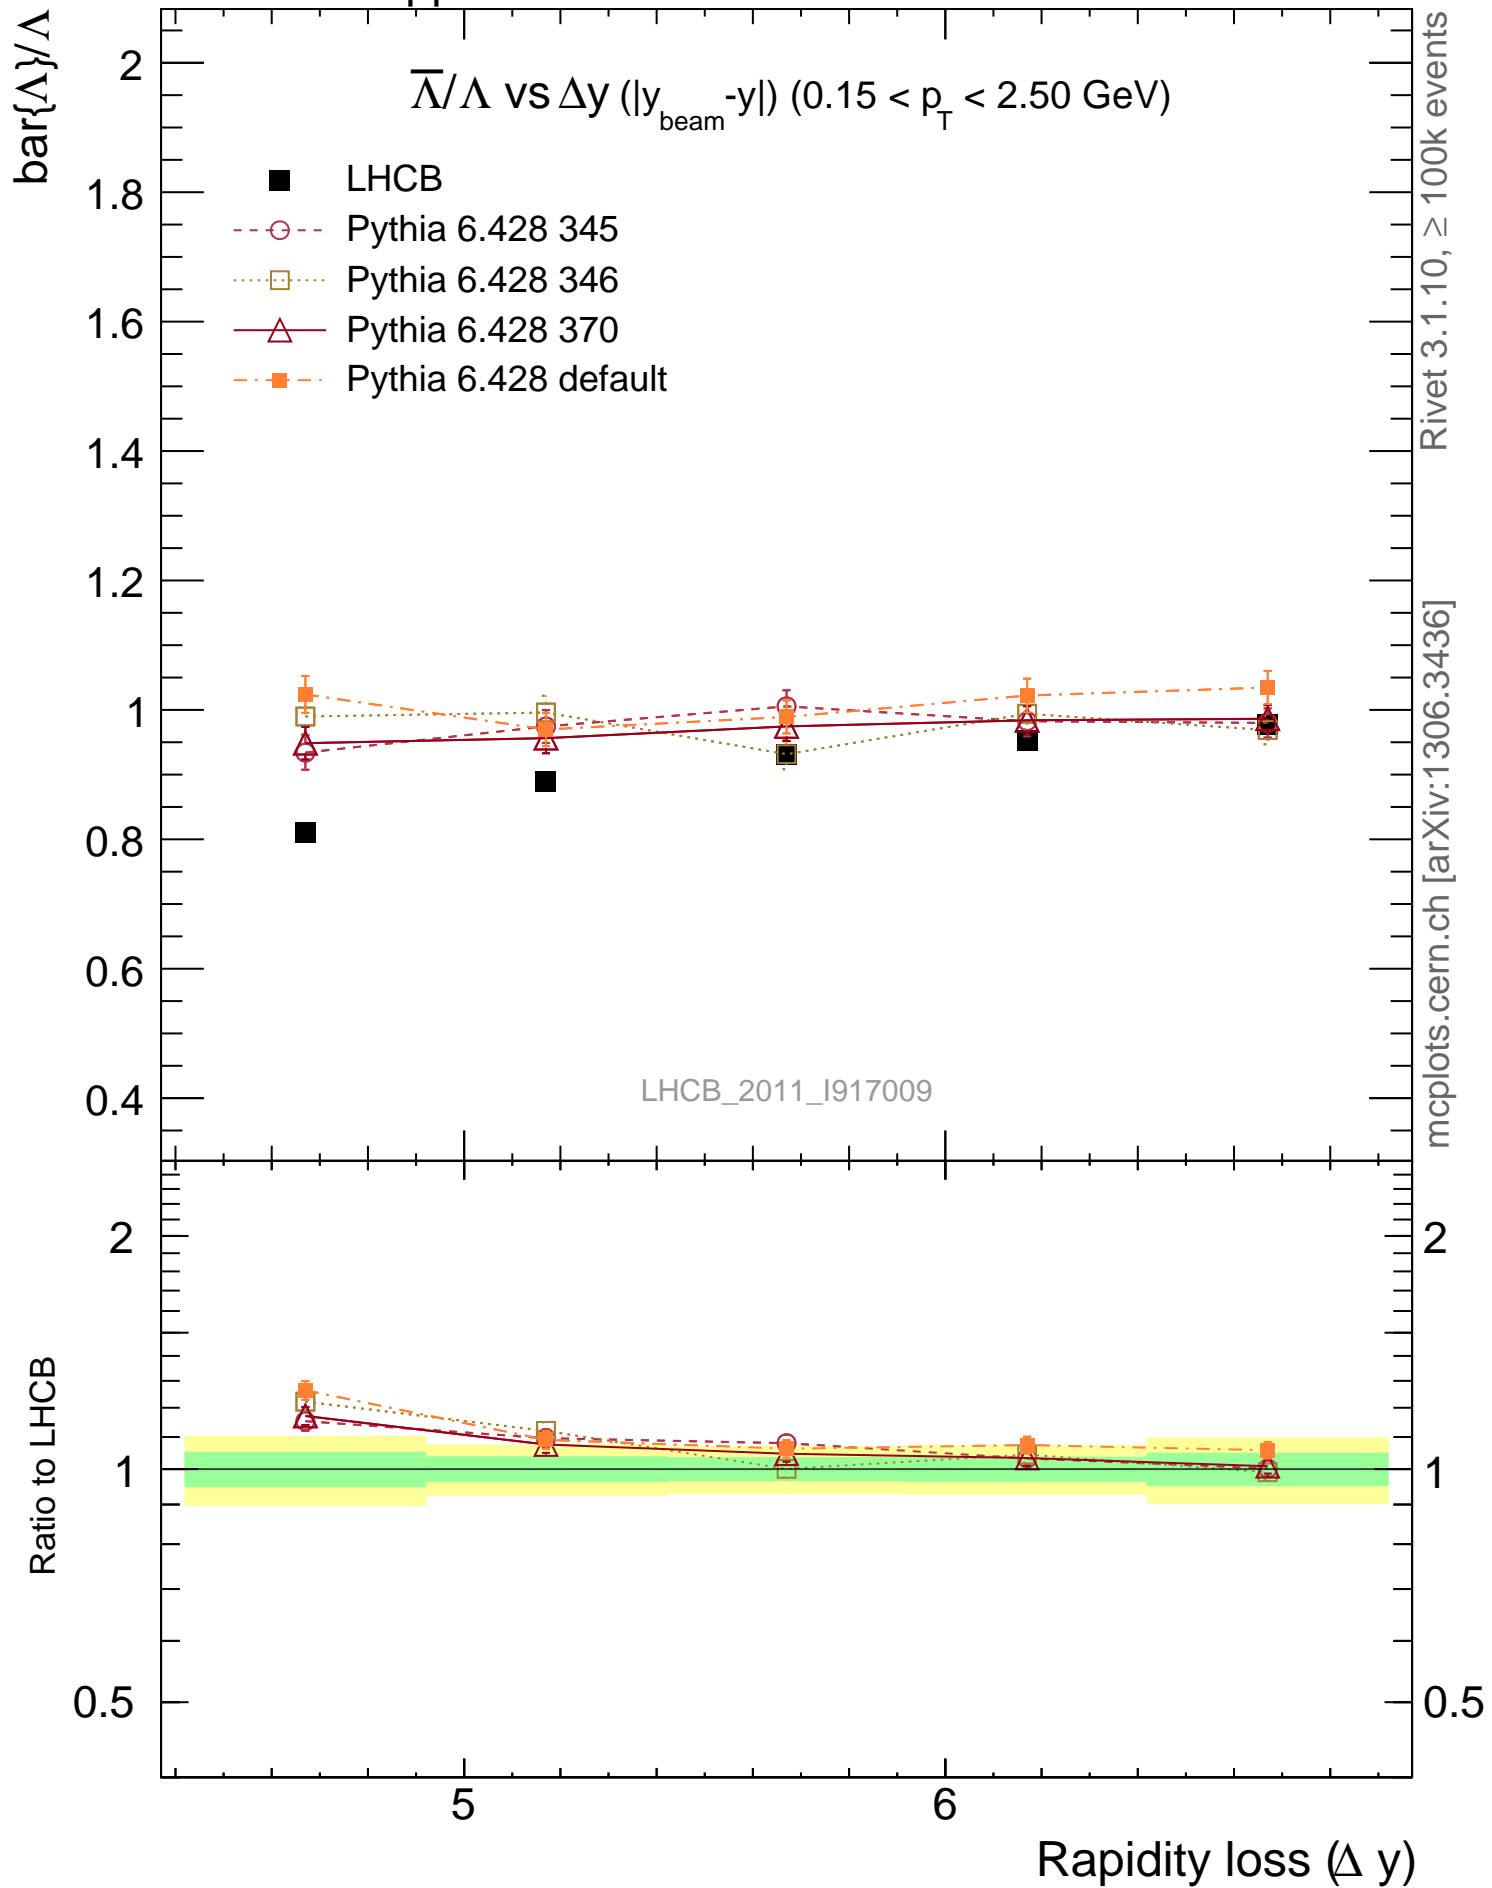 Λ̅/Λ vs Δy (|y_beam-y|) (0.15 < p_T < 2.50 GeV)
bar{Λ}/Λ
LHCB
Pythia 6.428 345
Pythia 6.428 346
Pythia 6.428 370
Pythia 6.428 default
2
1.8
1.6
1.4
1.2
1
0.8
0.6
0.4
LHCB_2011_I917009
Rivet 3.1.10, ≥ 100k events
mcplots.cern.ch [arXiv:1306.3436]
Ratio to LHCB
2
1
0.5
2
1
0.5
5
6
Rapidity loss (Δ y)